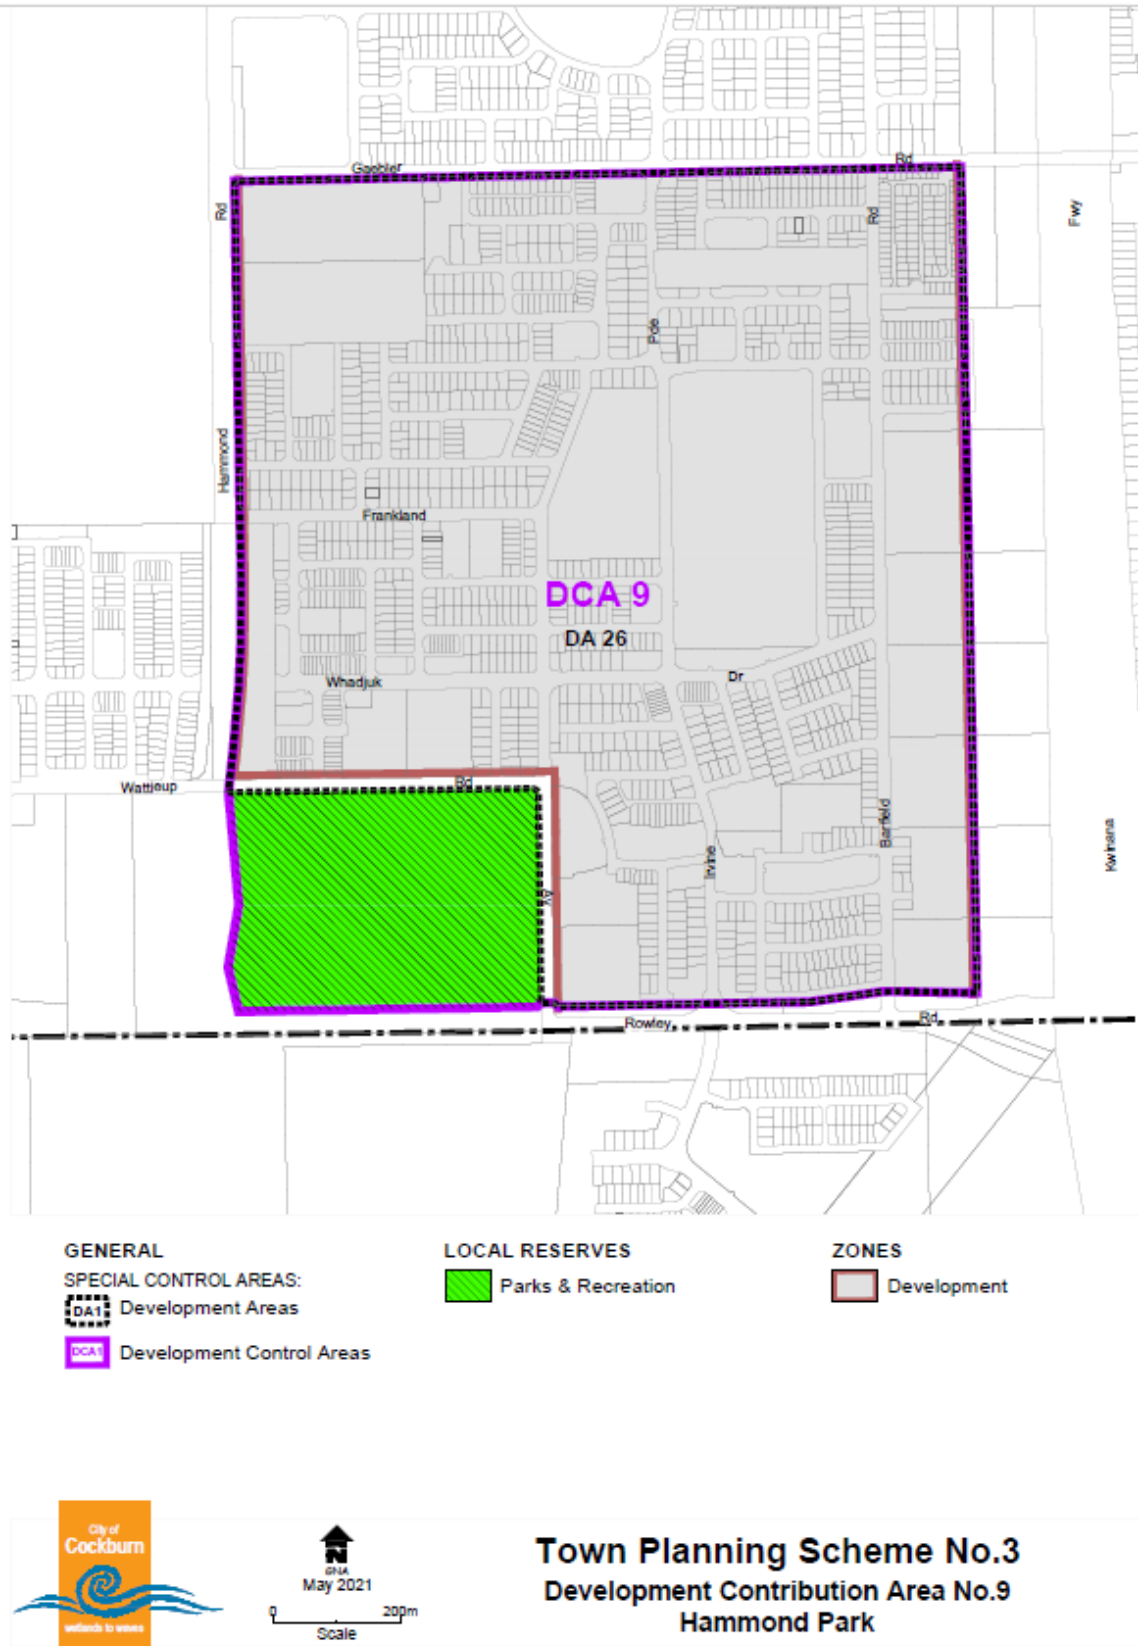 Gaebler
Rd
Rd
Rd
Fwy
Pde
Hammond
Frankland
DCA 9
DA 26
Whadjuk
Dr
Wattleup
Rd
Barfield
Irvine
Kwinana
Av
Rowley
Rd
GENERAL
LOCAL RESERVES
ZONES
SPECIAL CONTROL AREAS:
Parks & Recreation
Development
DA1
Development Areas
DCA1
Development Control Areas
City of
Cockburn
wetlands to waves
N
GNA
May 2021
0
200m
Scale
Town Planning Scheme No.3
Development Contribution Area No.9
Hammond Park